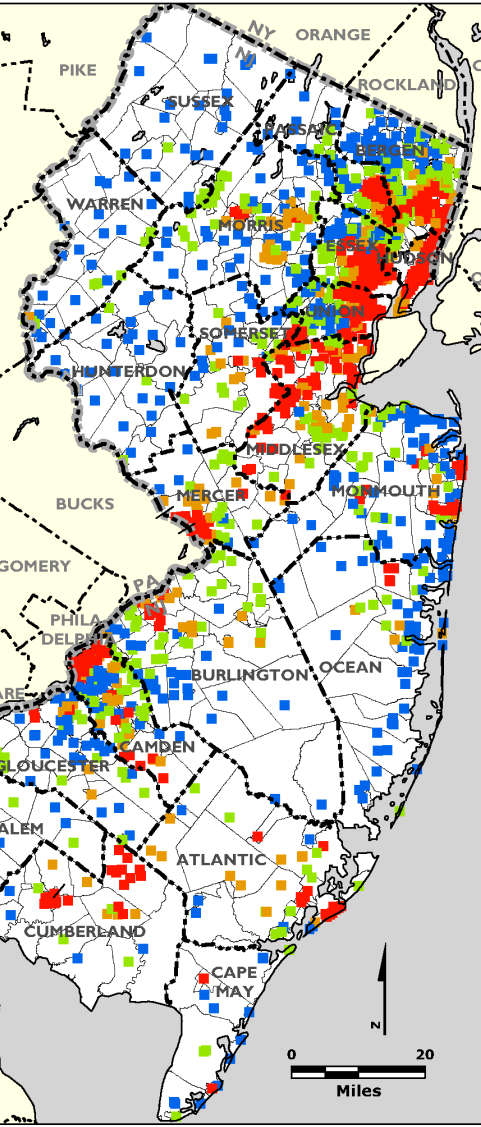 NY
NJ
ORANGE
PIKE
ROCKLAND
SUSSEX
PASSAIC
BERGEN
WARREN
MORRIS
ESSEX
HUDSON
UNION
SOMERSET
HUNTERDON
MIDDLESEX
MERCER
MONMOUTH
BUCKS
GOMERY
PA
NJ
PHILA
DELPHIA
ARE
BURLINGTON
OCEAN
CAMDEN
GLOUCESTER
ALEM
ATLANTIC
CUMBERLAND
CAPE
MAY
N
0 20
Miles